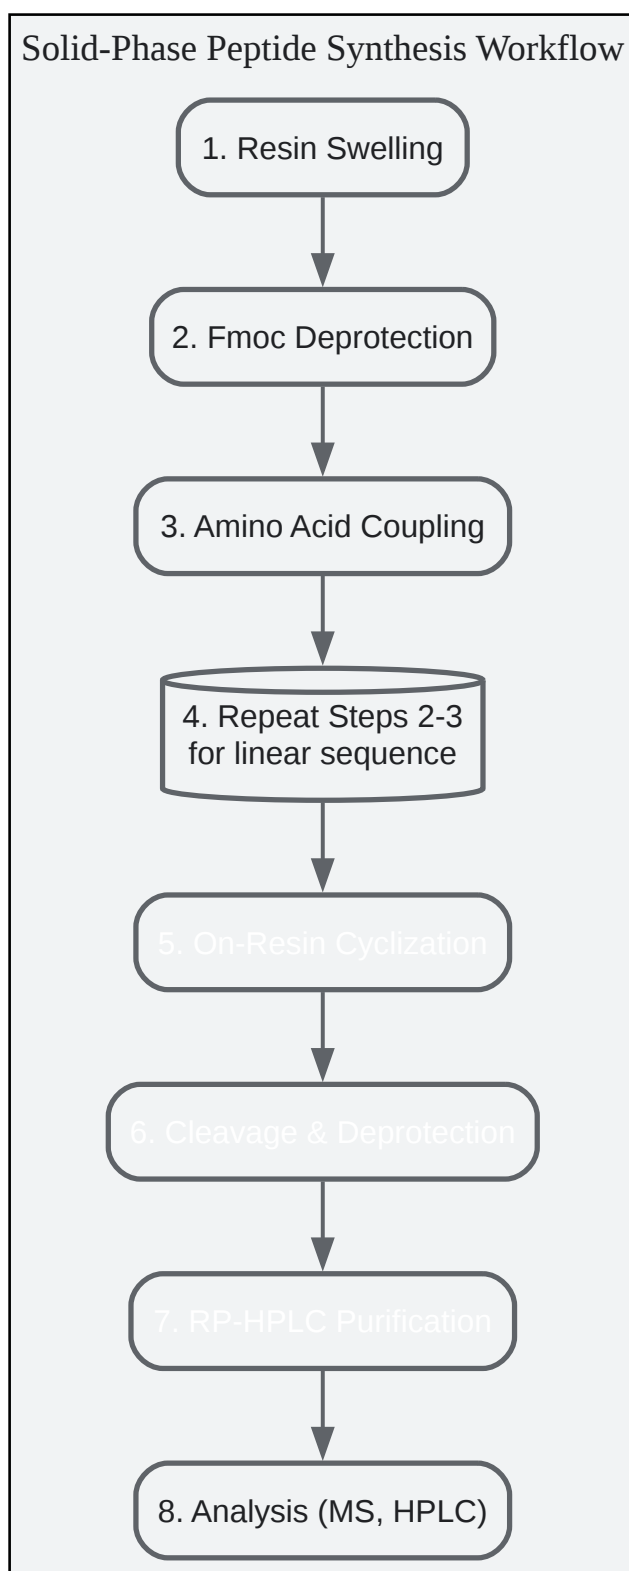 Solid-Phase Peptide Synthesis Workflow
1. Resin Swelling
2. Fmoc Deprotection
3. Amino Acid Coupling
4. Repeat Steps 2-3
for linear sequence
5. On-Resin Cyclization
6. Cleavage & Deprotection
7. RP-HPLC Purification
8. Analysis (MS, HPLC)